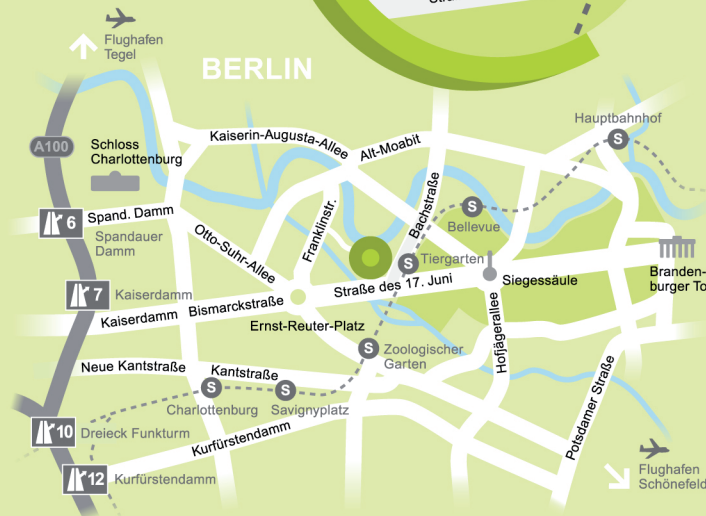 Flughafen
Tegel
BERLIN
Hauptbahnhof
A100
Schloss
Charlottenburg
Kaiserin-Augusta-Allee
Alt-Moabit
S
6
Spand. Damm
Spandauer
Damm
Otto-Suhr-Allee
Franklinstr.
Bachstraße
S
Bellevue
S
Tiergarten
Siegessäule
Branden-
burger To
7
Kaiserdamm
Kaiserdamm
Bismarckstraße
Straße des 17. Juni
Ernst-Reuter-Platz
Hofjägerallee
S
Zoologischer
Garten
Neue Kantstraße
Kantstraße
S
Charlottenburg
S
Savignyplatz
Potsdamer Straße
10
Dreieck Funkturm
Kurfürstendamm
12
Kurfürstendamm
Flughafen
Schönefeld